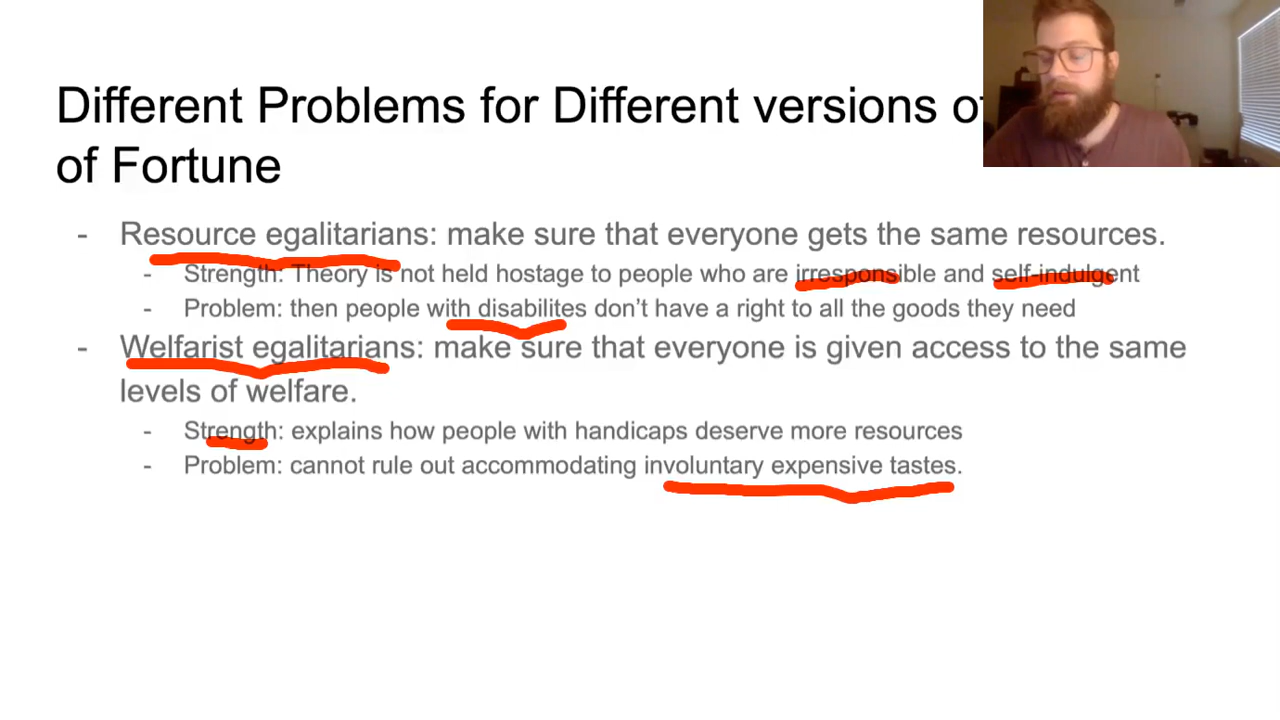 Different Problems for Different versions of
of Fortune
- Resource egalitarians: make sure that everyone gets the same resources.
- Strength: Theory is not held hostage to people who are irresponsible and self-indulgent
- Problem: then people with disabilites don’t have a right to all the goods they need
- Welfarist egalitarians: make sure that everyone is given access to the same
levels of welfare.
- Strength: explains how people with handicaps deserve more resources
- Problem: cannot rule out accommodating involuntary expensive tastes.